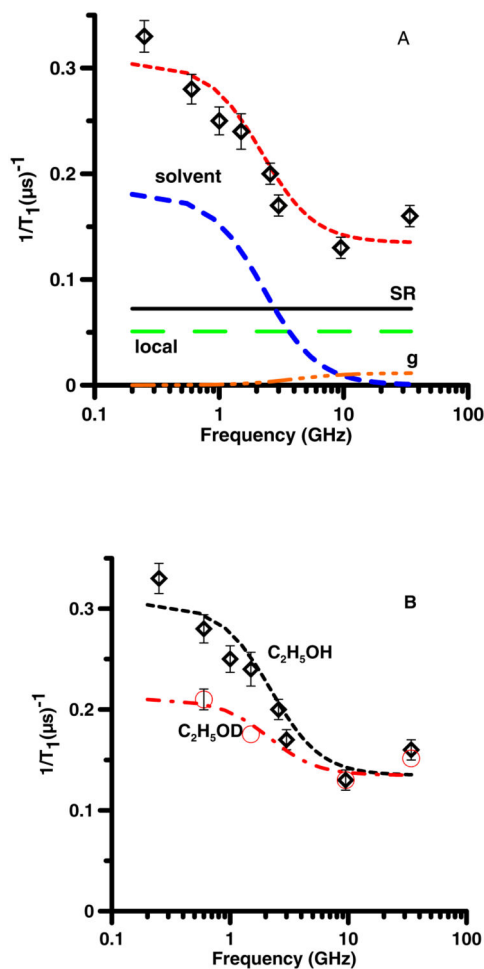 A
0.3
0.2
0.1
0
1/T1(µs)-1
solvent
SR
local
g
0.1
1
10
100
Frequency (GHz)
B
0.3
0.2
0.1
0
1/T1(µs)-1
C2H5OH
C2H5OD
0.1
1
10
100
Frequency (GHz)